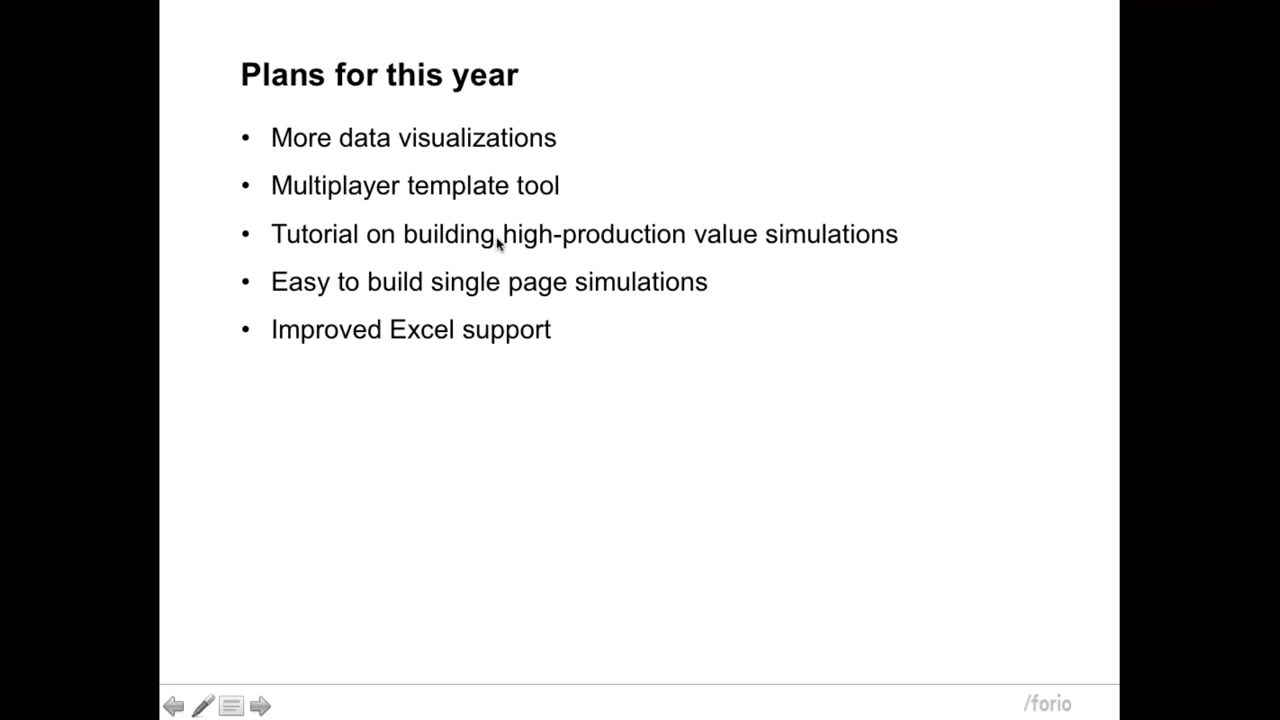 Plans for this year
• More data visualizations
• Multiplayer template tool
• Tutorial on building high-production value simulations
• Easy to build single page simulations
• Improved Excel support
/forio